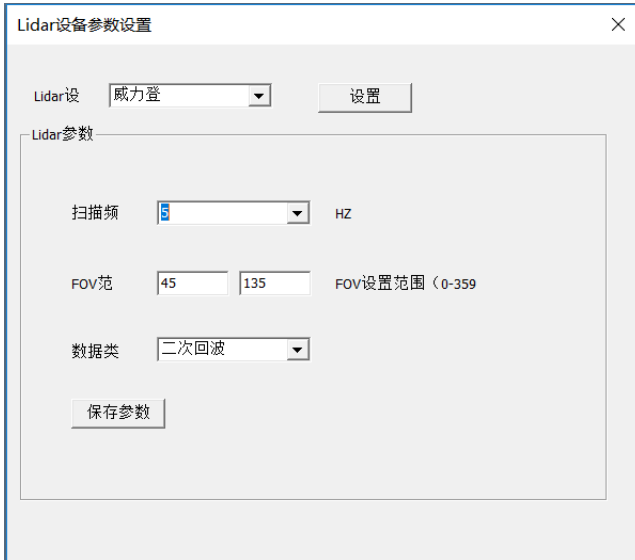 Lidar设备参数设置
Lidar设 威力登 设置
Lidar参数
扫描频 5 HZ
FOV范 45 135 FOV设置范围（0-359
数据类 二次回波
保存参数